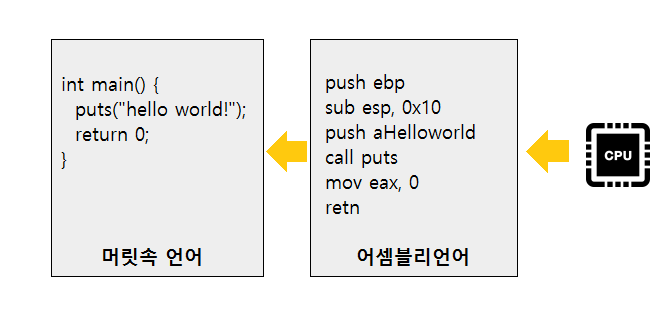 int main() {
puts("hello world!");
return 0;
}
머릿속 언어
push ebp
sub esp, 0x10
push aHelloworld
call puts
mov eax, 0
retn
어셈블리언어
CPU